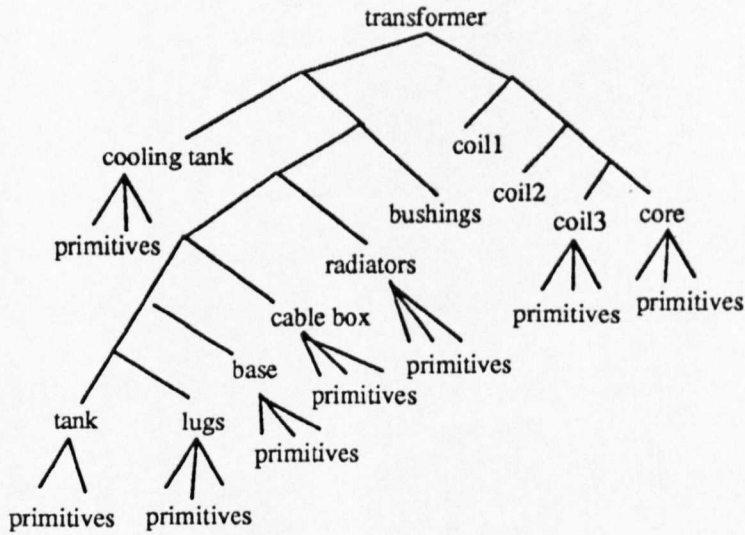 transformer
cooling tank
coil1
coil2
bushings
coil3
core
primitives
radiators
primitives
primitives
cable box
base
primitives
primitives
tank
lugs
primitives
primitives
primitives